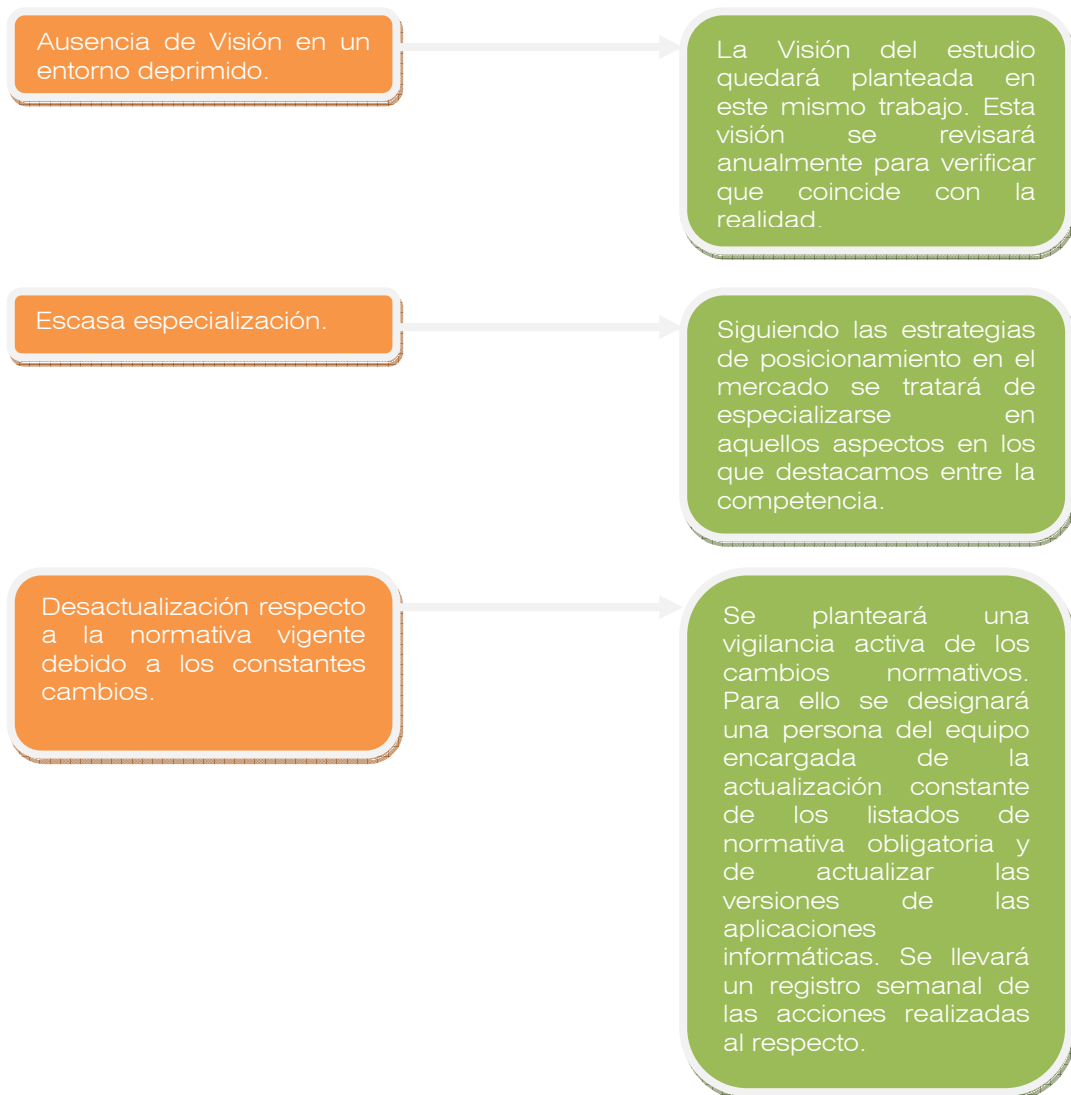 Ausencia de Visión en un
entorno deprimido.
La Visión del estudio
quedará planteada en
este mismo trabajo. Esta
visión se revisará
anualmente para verificar
que coincide con la
realidad.
Escasa especialización.
Siguiendo las estrategias
de posicionamiento en el
mercado se tratará de
especializarse en
aquellos aspectos en los
que destacamos entre la
competencia.
Desactualización respecto
a la normativa vigente
debido a los constantes
cambios.
Se planteará una
vigilancia activa de los
cambios normativos.
Para ello se designará
una persona del equipo
encargada de la
actualización constante
de los listados de
normativa obligatoria y
de actualizar las
versiones de las
aplicaciones
informáticas. Se llevará
un registro semanal de
las acciones realizadas
al respecto.